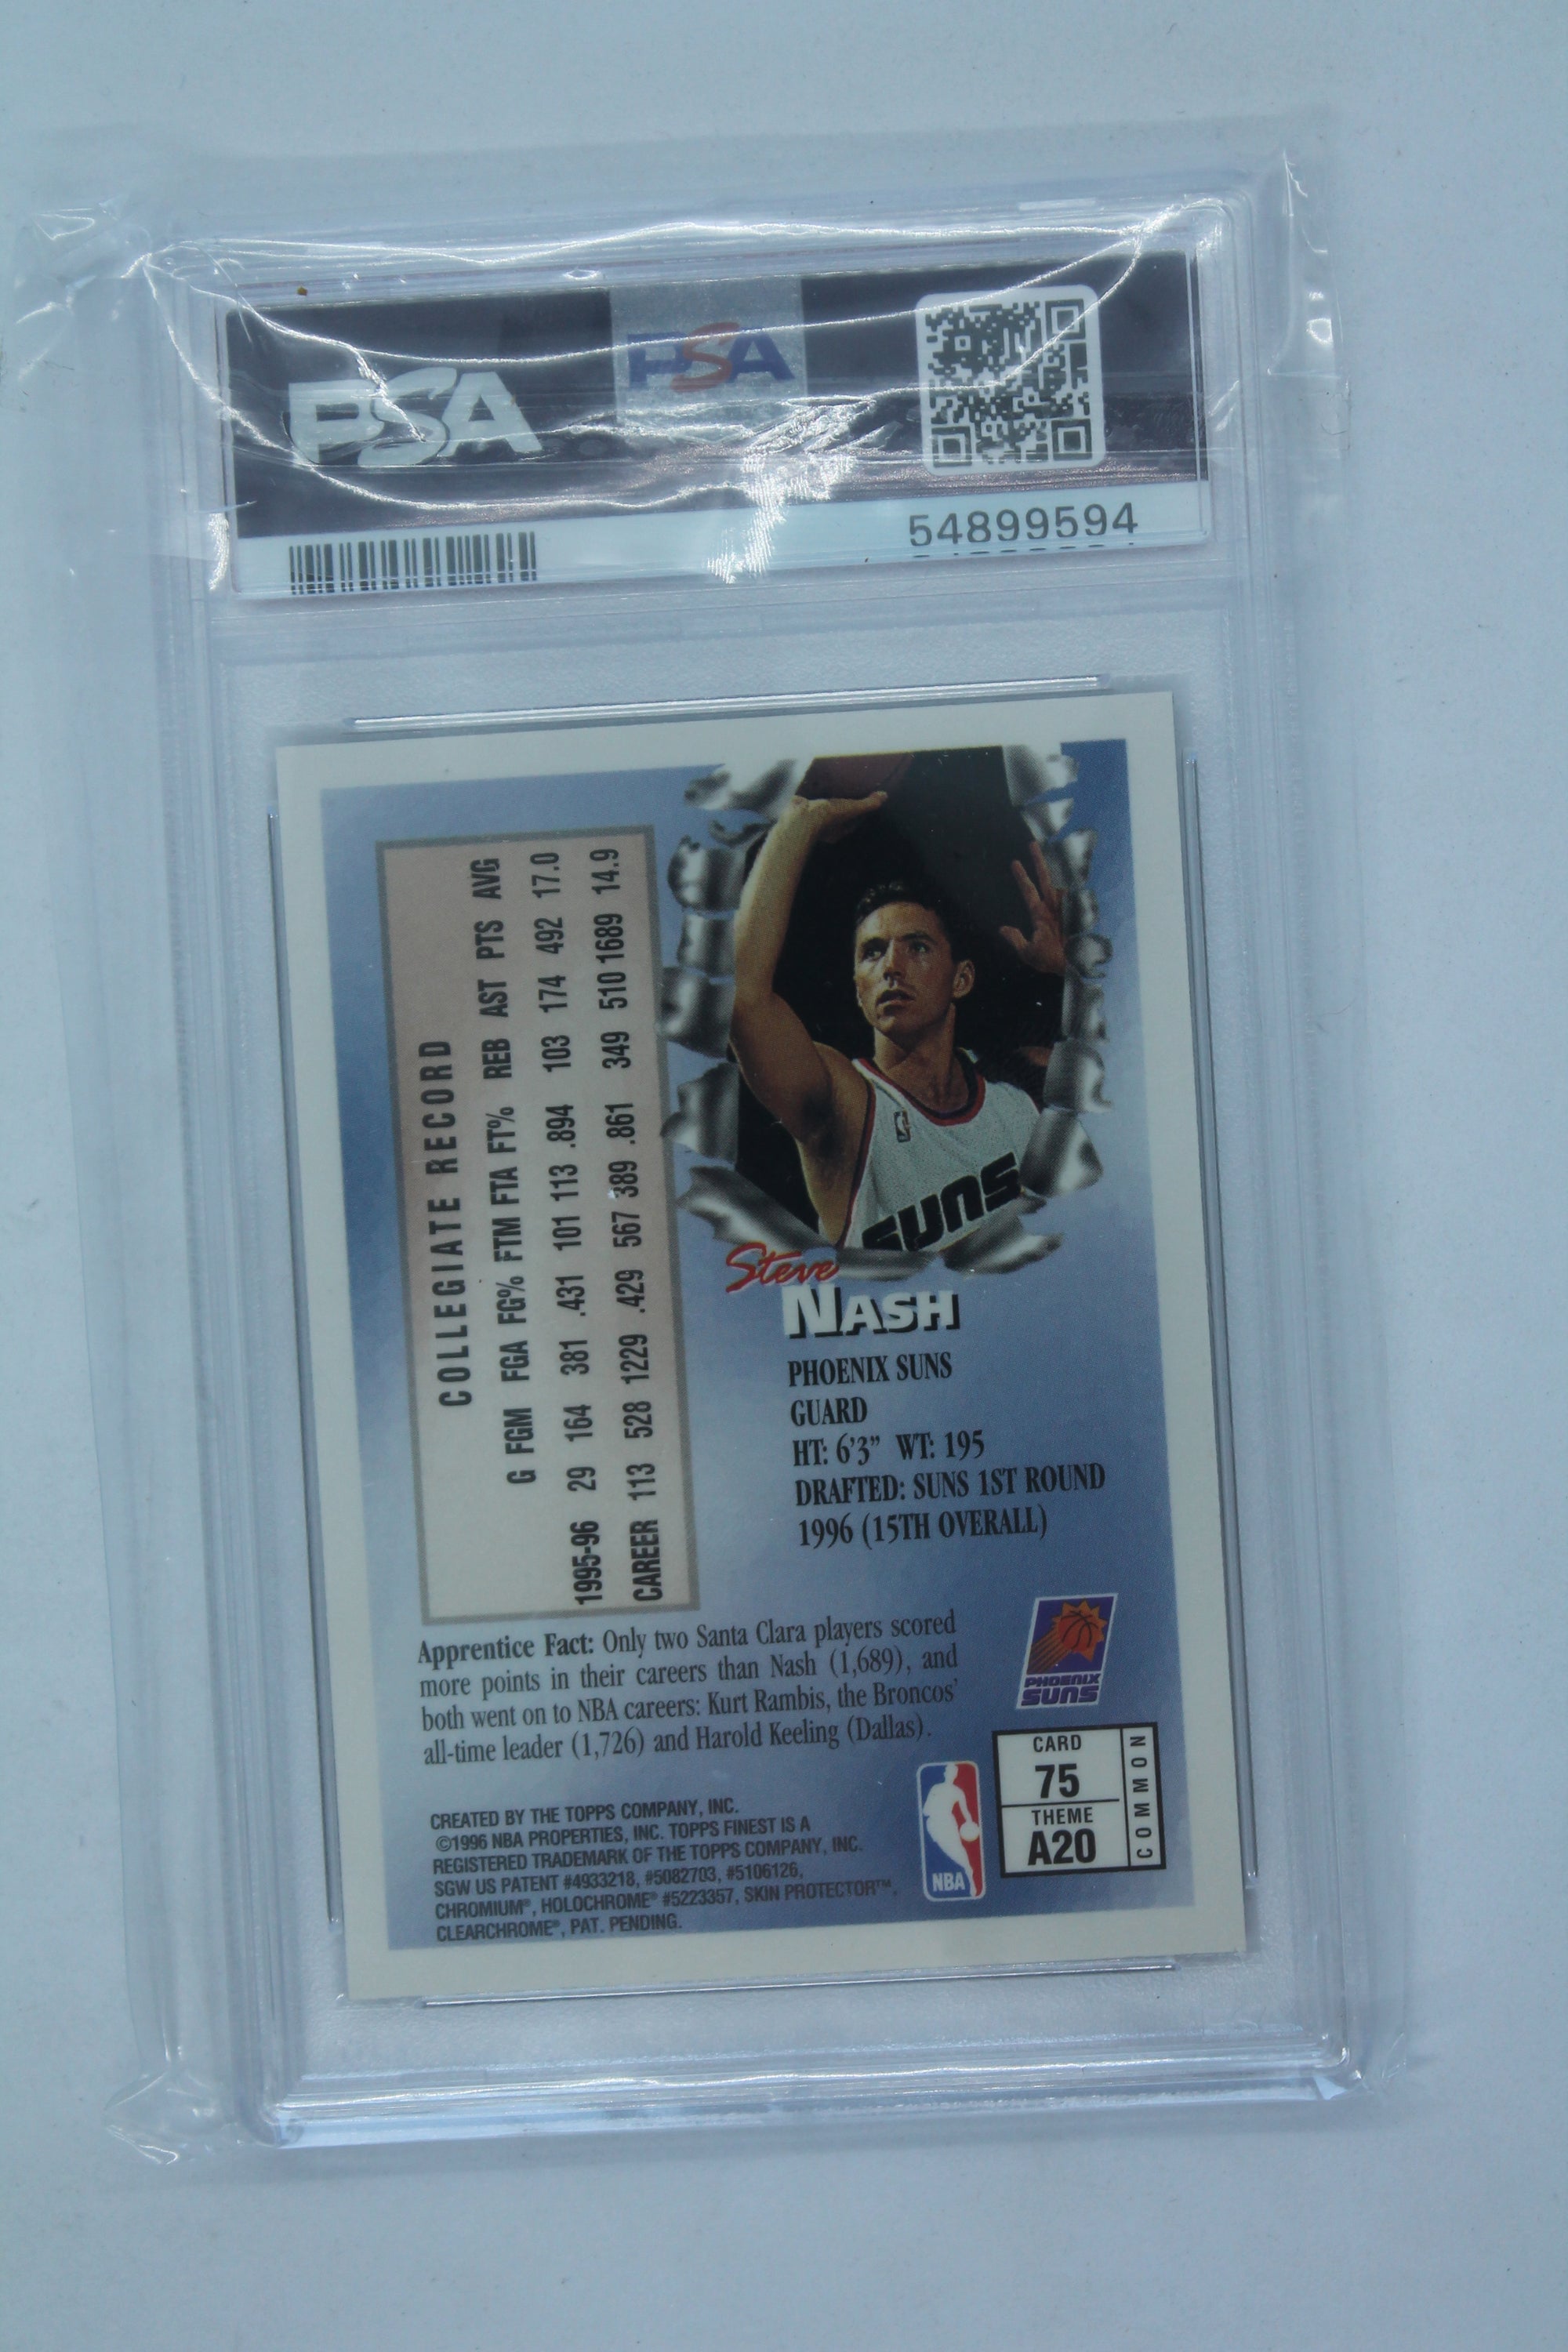 PSA
PSA
54899594
COLLEGIATE RECORD
G FGM FGA FG% FTM FTA FT% REB AST PTS AVG
1995-96 29 164 381 .431 101 113 .894 103 174 492 17.0
CAREER 113 528 1229 .429 567 389 .861 349 510 1689 14.9
SUNS
Steve
NASH
PHOENIX SUNS
GUARD
HT: 6'3" WT: 195
DRAFTED: SUNS 1ST ROUND
1996 (15TH OVERALL)
Apprentice Fact: Only two Santa Clara players scored
more points in their careers than Nash (1,689), and
both went on to NBA careers: Kurt Rambis, the Broncos'
all-time leader (1,726) and Harold Keeling (Dallas).
PHOENIX
SUNS
CARD
75
THEME
A20
COMMON
NBA
CREATED BY THE TOPPS COMPANY, INC.
©1996 NBA PROPERTIES, INC. TOPPS FINEST IS A
REGISTERED TRADEMARK OF THE TOPPS COMPANY, INC.
SGW US PATENT #4933218, #5082703, #5106126,
CHROMIUM®, HOLOCHROME® #5223357, SKIN PROTECTOR™,
CLEARCHROME®, PAT. PENDING.